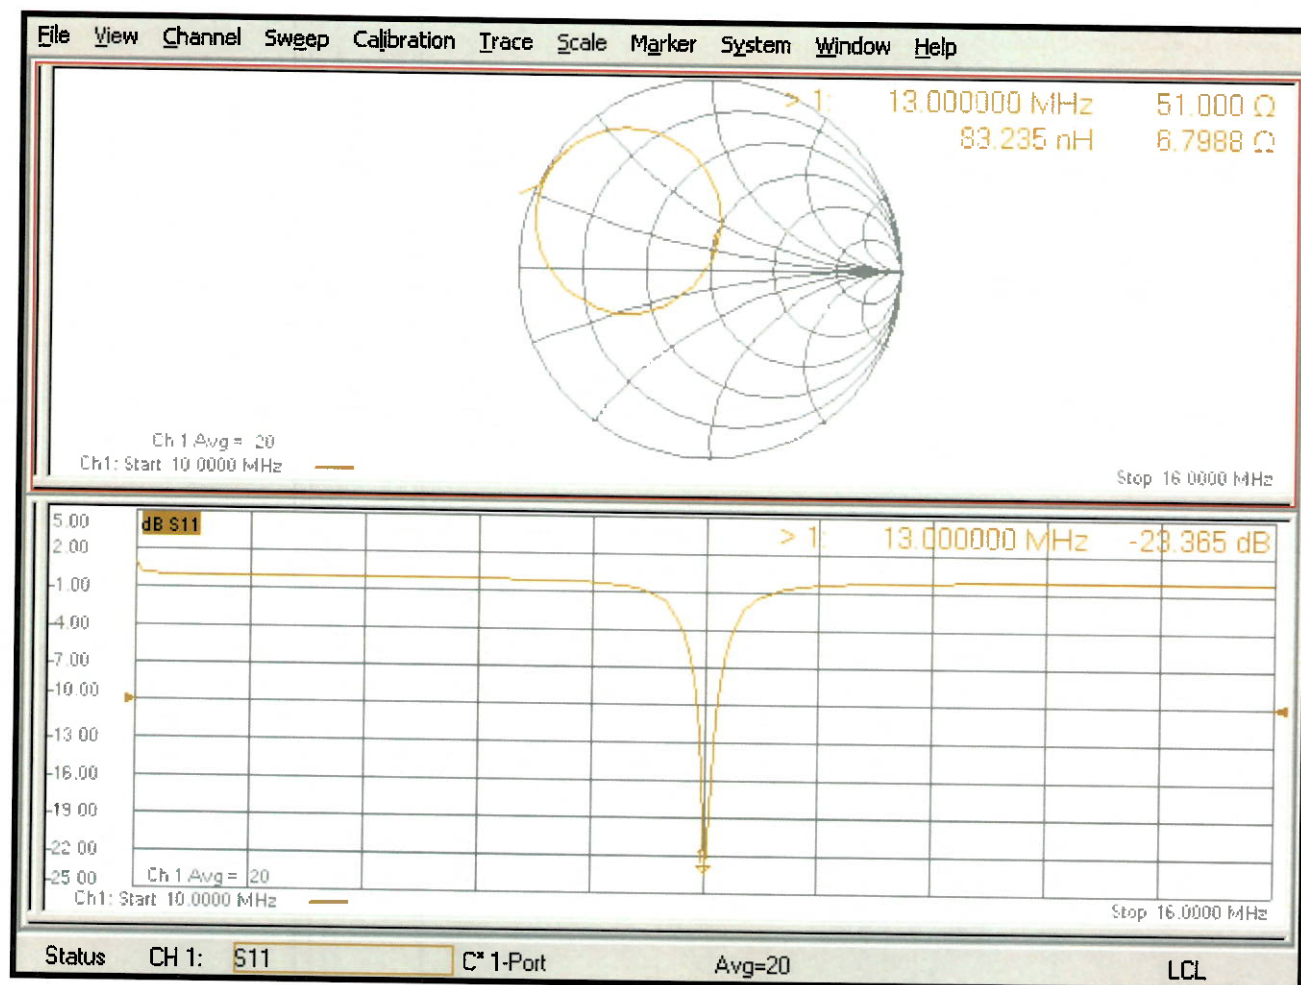 File View Channel Sweep Calibration Trace Scale Marker System Window Help
> 1: 13.000000 MHz 51.000 Ω
83.235 nH 6.7988 Ω
Ch 1 Avg = 20
Ch1: Start 10.0000 MHz
Stop 16.0000 MHz
5.00
dB S11
> 1: 13.000000 MHz -23.365 dB
2.00
-1.00
-4.00
-7.00
-10.00
-13.00
-16.00
-19.00
-22.00
-25.00
Ch 1 Avg = 20
Ch1: Start 10.0000 MHz
Stop 16.0000 MHz
Status CH 1: S11 C* 1-Port Avg=20 LCL